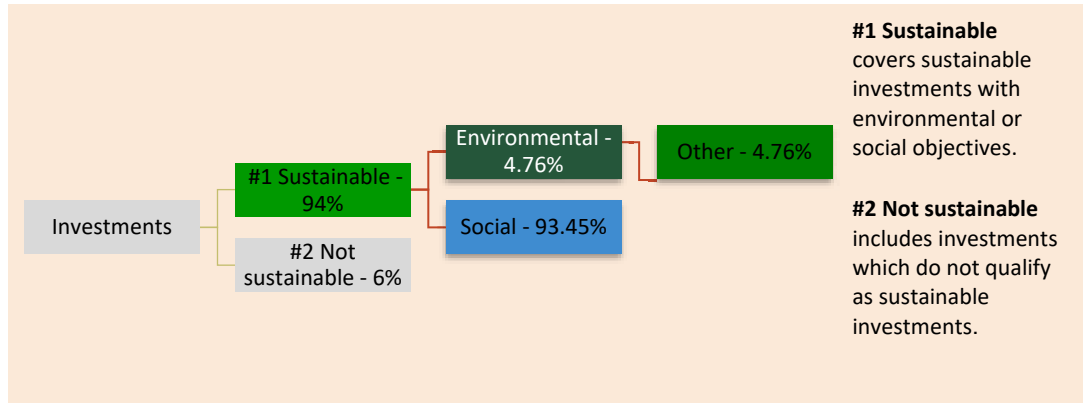 Investments
#1 Sustainable -
94%
#2 Not
sustainable - 6%
Environmental -
4.76%
Social - 93.45%
Other - 4.76%
#1 Sustainable
covers sustainable
investments with
environmental or
social objectives.
#2 Not sustainable
includes investments
which do not qualify
as sustainable
investments.